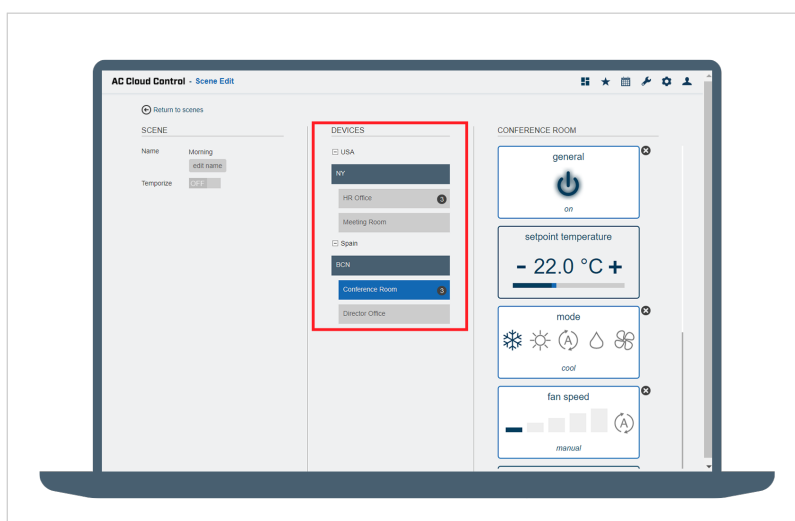 AC Cloud Control - Scene Edit
Return to scenes
SCENE
Name Morning
edit name
Temporize OFF
DEVICES
USA
NY
HR Office 3
Meeting Room
Spain
BCN
Conference Room 3
Director Office
CONFERENCE ROOM
general
on
setpoint temperature
- 22.0 °C +
mode
A
cool
fan speed
A
manual